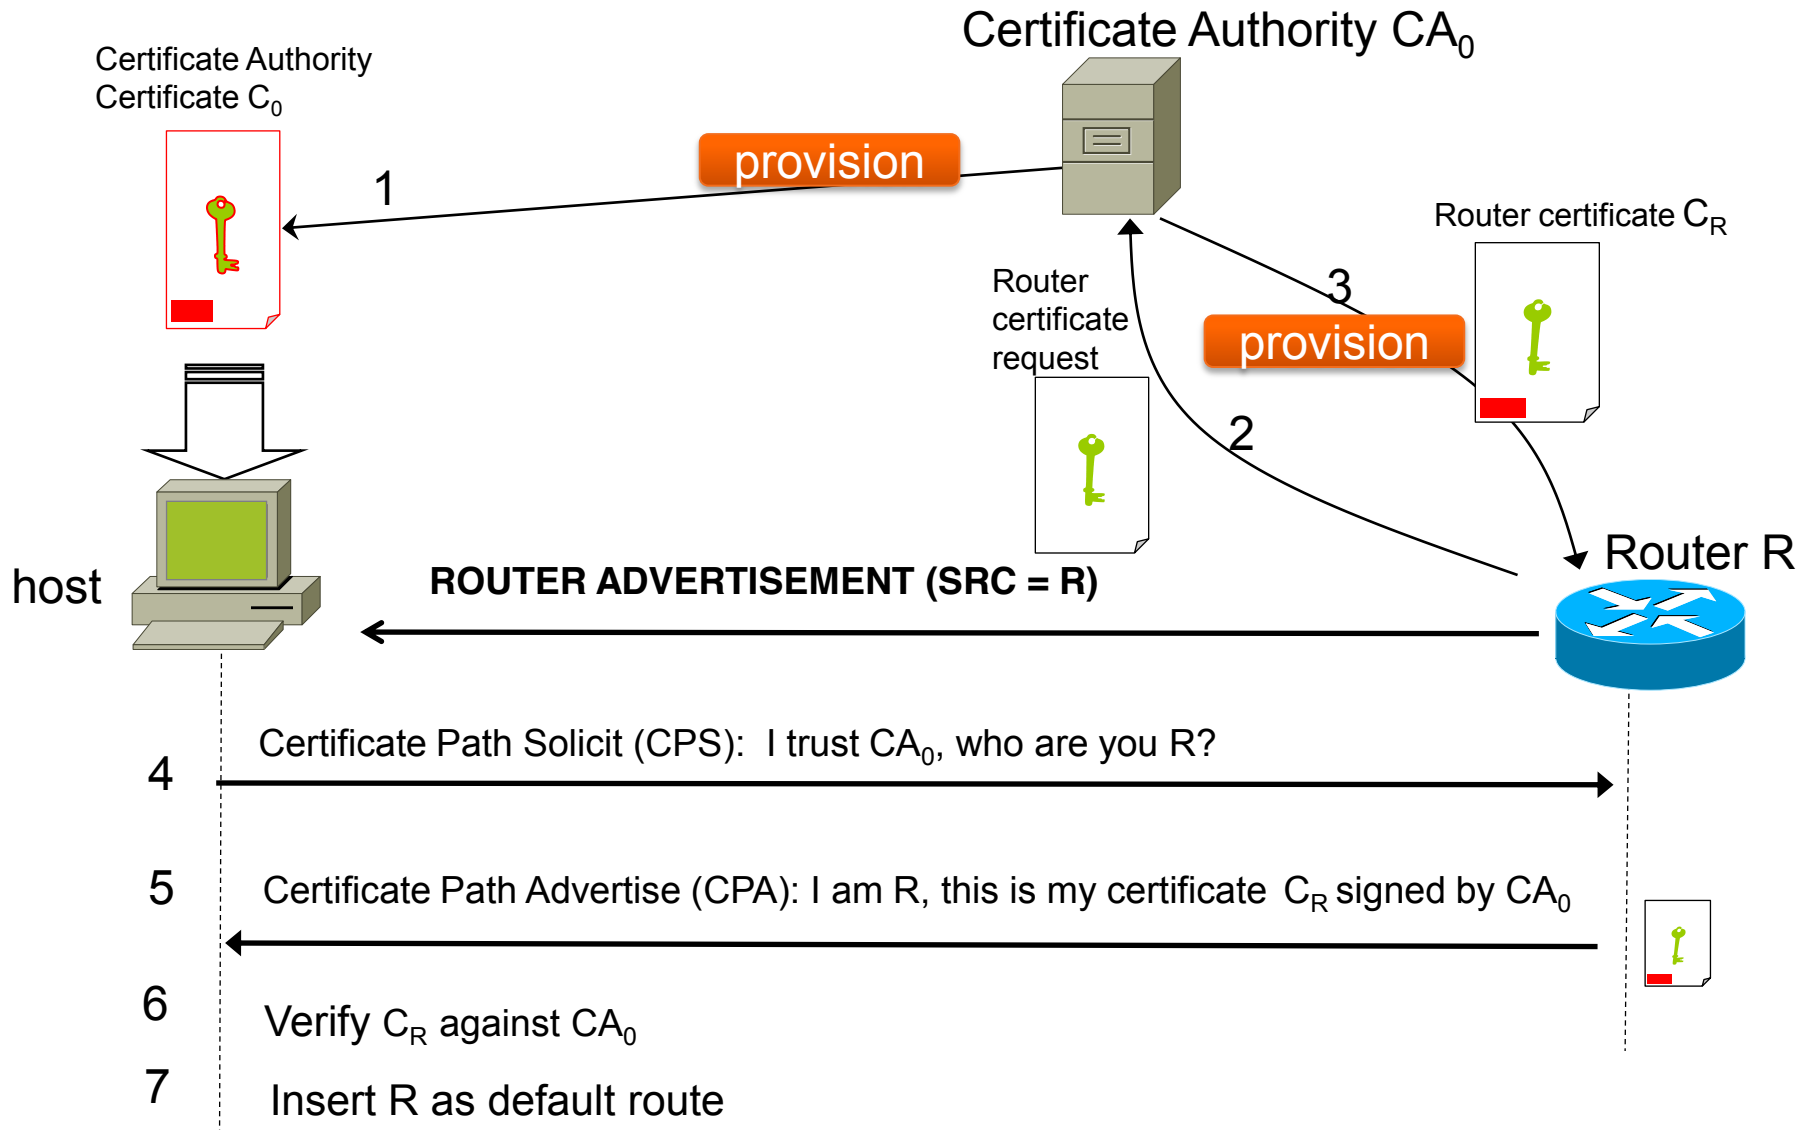 Certificate Authority CA0
Certificate Authority
Certificate C0
provision
1
Router certificate CR
3
Router
certificate
request
provision
2
Router R
host
ROUTER ADVERTISEMENT (SRC = R)
Certificate Path Solicit (CPS): I trust CA0, who are you R?
4
5
Certificate Path Advertise (CPA): I am R, this is my certificate CR signed by CA0
6
Verify CR against CA0
7
Insert R as default route